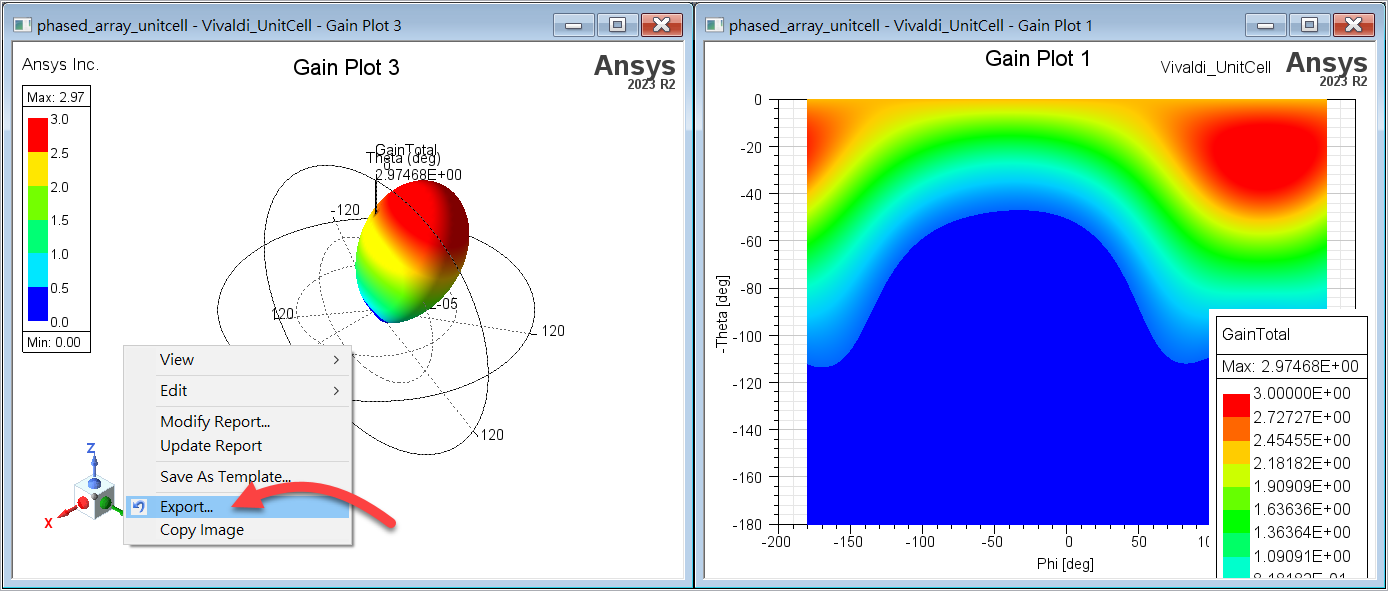 phased_array_unitcell - Vivaldi_UnitCell - Gain Plot 3
Ansys Inc.
Gain Plot 3
Ansys
2023 R2
Max: 2.97
3.0
2.5
2.0
1.5
1.0
0.5
0.0
Min: 0.00
GainTotal
Theta (deg)
2.97468E+00
-120
120
-05
120
120
View
Edit
Modify Report...
Update Report
Save As Template...
Export...
Copy Image
Z
X
phased_array_unitcell - Vivaldi_UnitCell - Gain Plot 1
Gain Plot 1
Vivaldi_UnitCell
Ansys
2023 R2
0
-20
-40
-60
-80
-100
-120
-140
-160
-180
-Theta [deg]
-200
-150
-100
-50
0
50
Phi [deg]
GainTotal
Max: 2.97468E+00
3.00000E+00
2.72727E+00
2.45455E+00
2.18182E+00
1.90909E+00
1.63636E+00
1.36364E+00
1.09091E+00